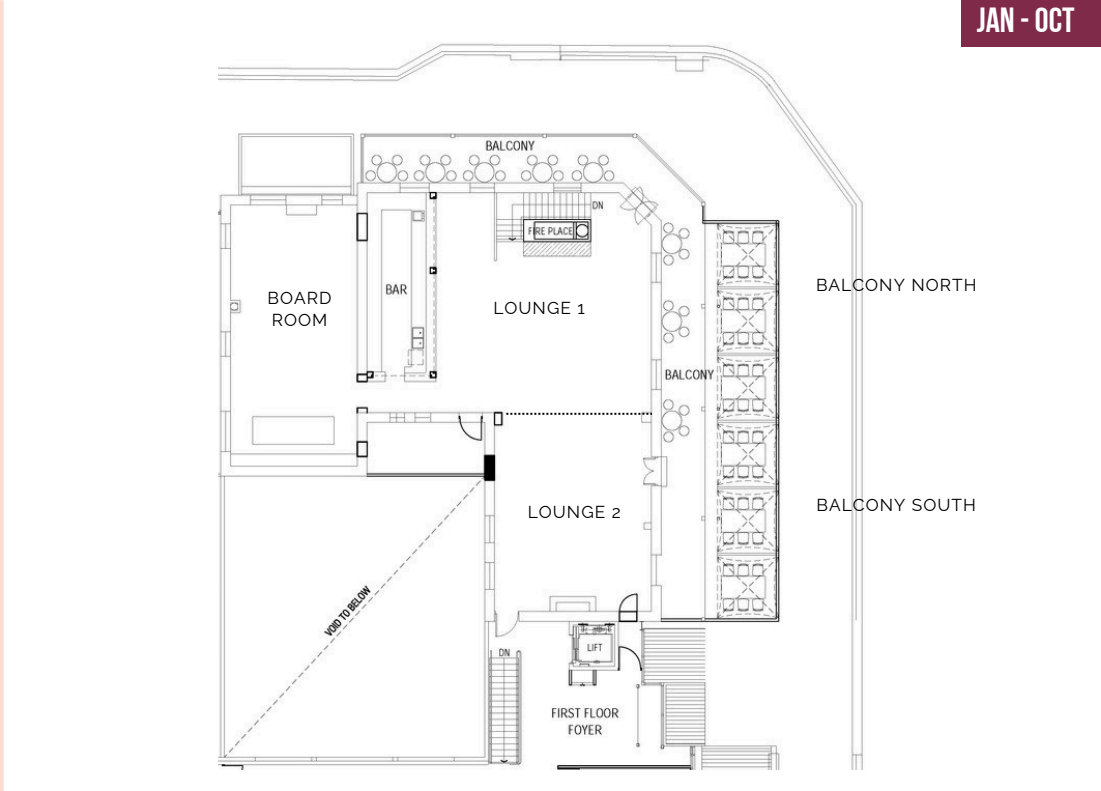 JAN - OCT
BALCONY
DN
FIRE PLACE
BAR
BOARD
ROOM
LOUNGE 1
BALCONY NORTH
BALCONY
LOUNGE 2
BALCONY SOUTH
VOID TO BELOW
DN
LIFT
FIRST FLOOR
FOYER